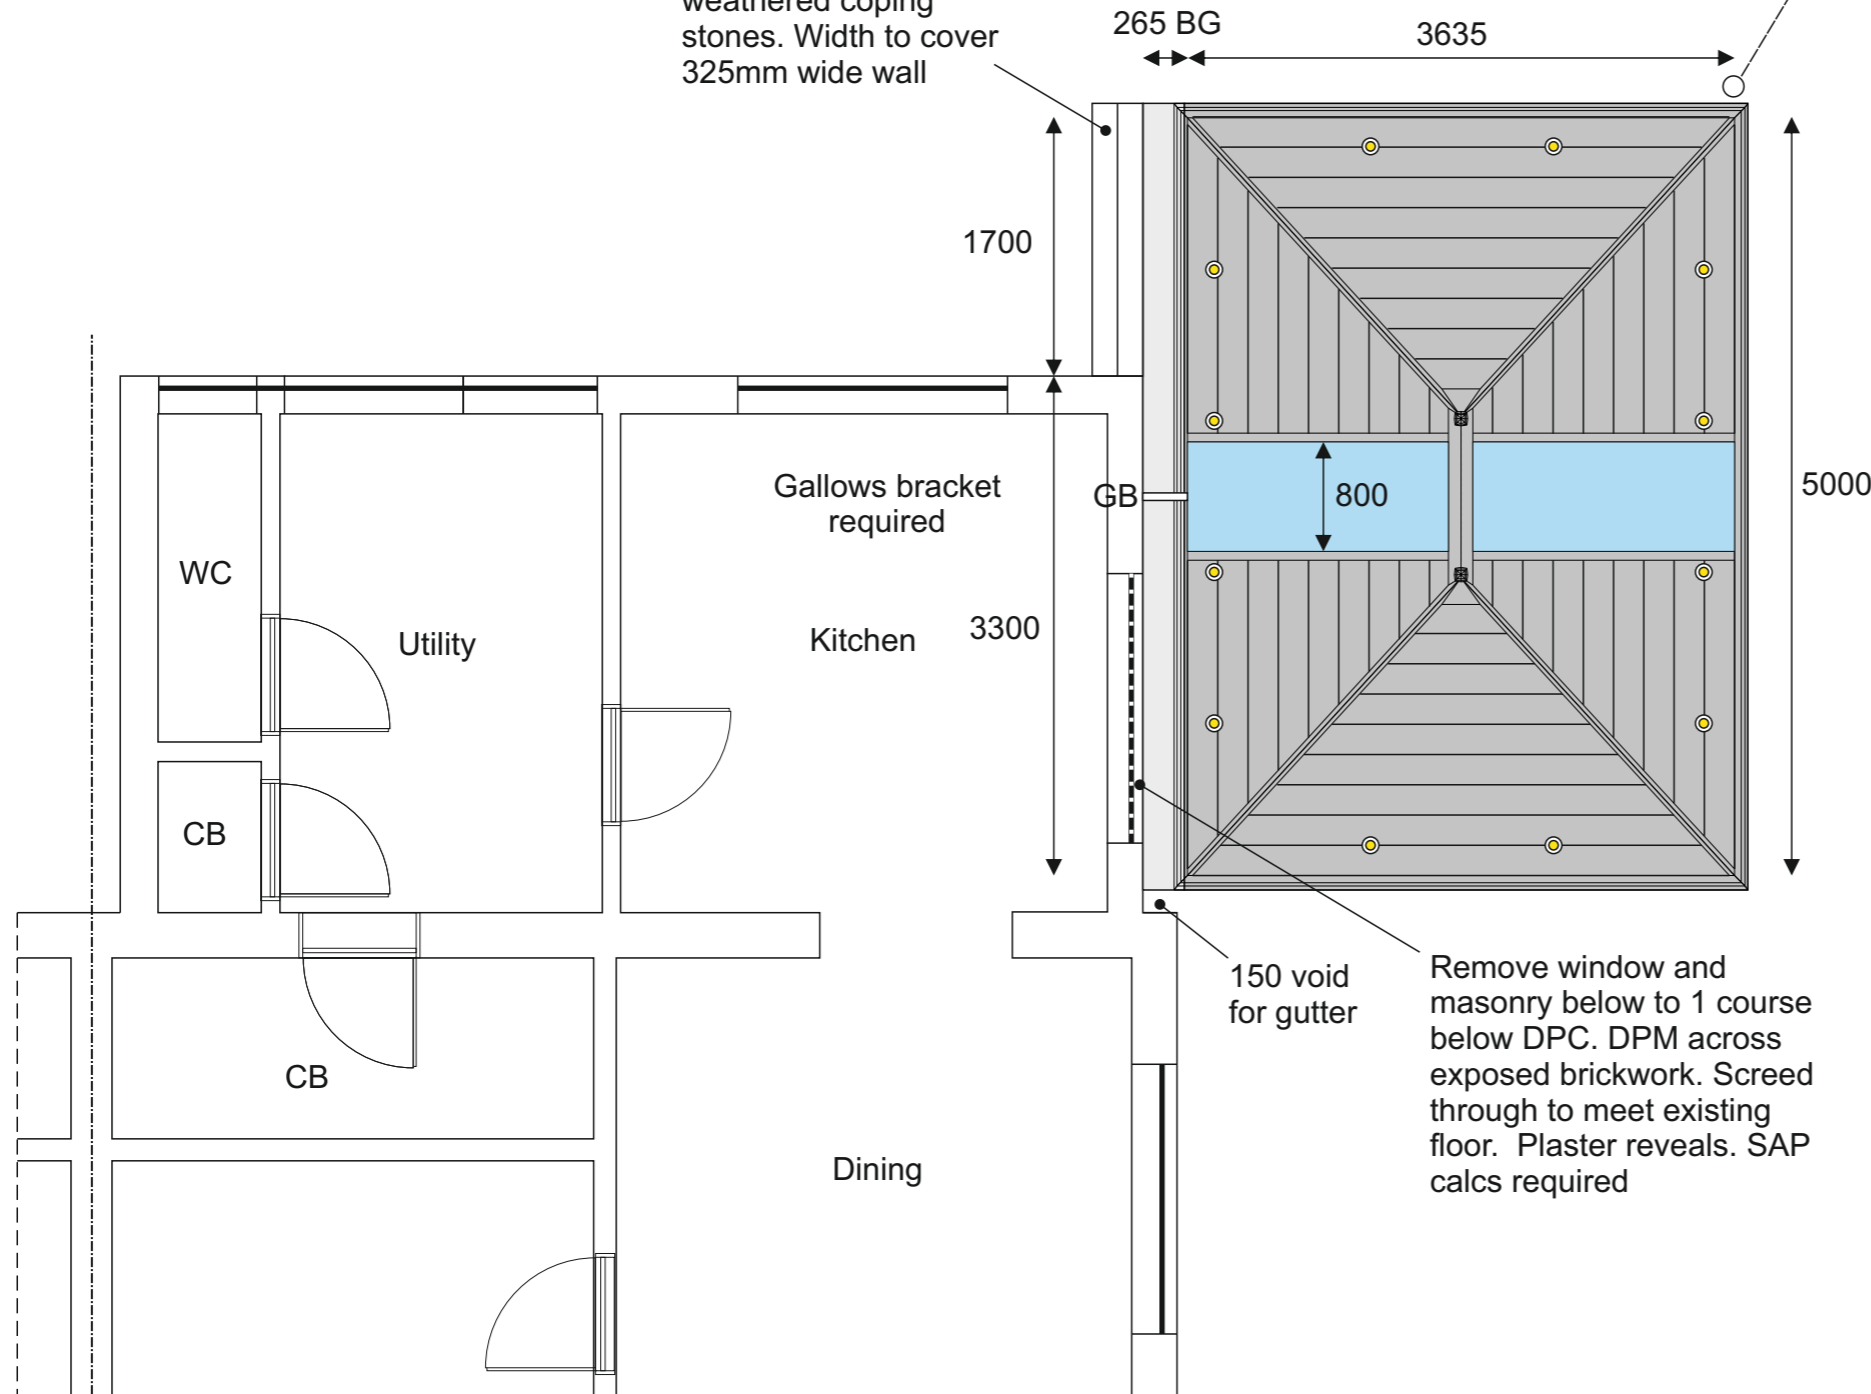 weathered coping
stones. Width to cover
325mm wide wall
265 BG
3635
1700
5000
Gallows bracket
required
GB
800
WC
Utility
Kitchen
3300
CB
150 void
for gutter
Remove window and
masonry below to 1 course
below DPC. DPM across
exposed brickwork. Screed
through to meet existing
floor.  Plaster reveals. SAP
calcs required
CB
Dining